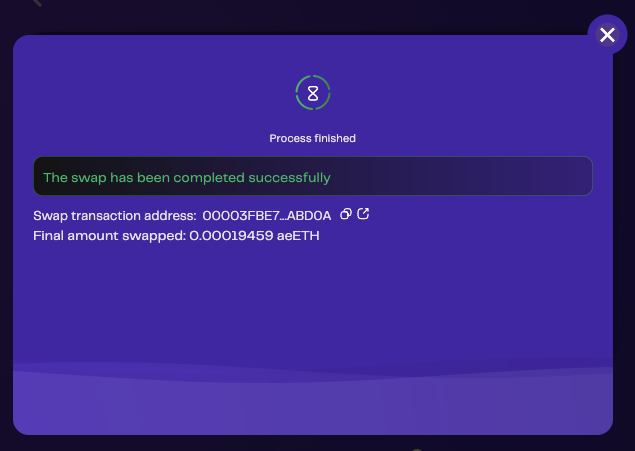 Process finished
The swap has been completed successfully
Swap transaction address: 00003FBE7...ABD0A
Final amount swapped: 0.00019459 aeETH